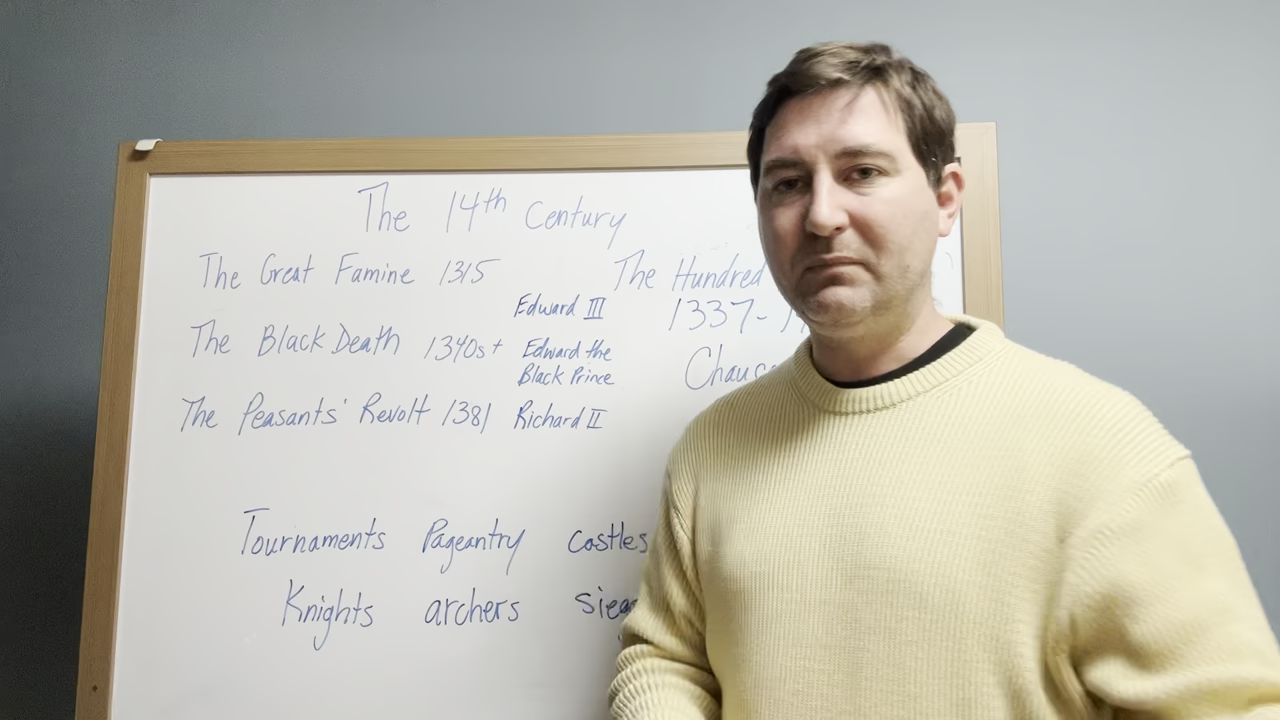 The 14th Century
The Great Famine 1315
The Hundred
Edward III
1337-
The Black Death 1340s+
Edward the
Black Prince
The Peasants' Revolt 1381
Richard II
Tournaments Pageantry castles
Knights archers